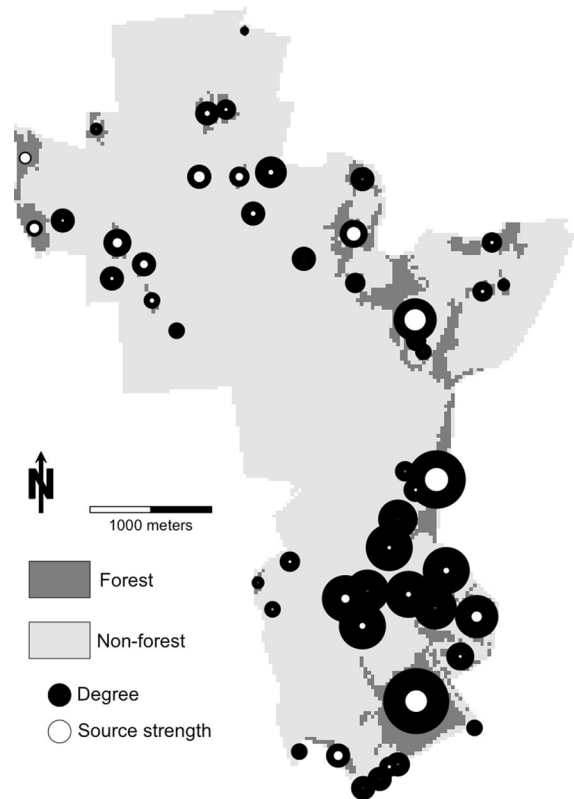 N
1000 meters
Forest
Non-forest
Degree
Source strength